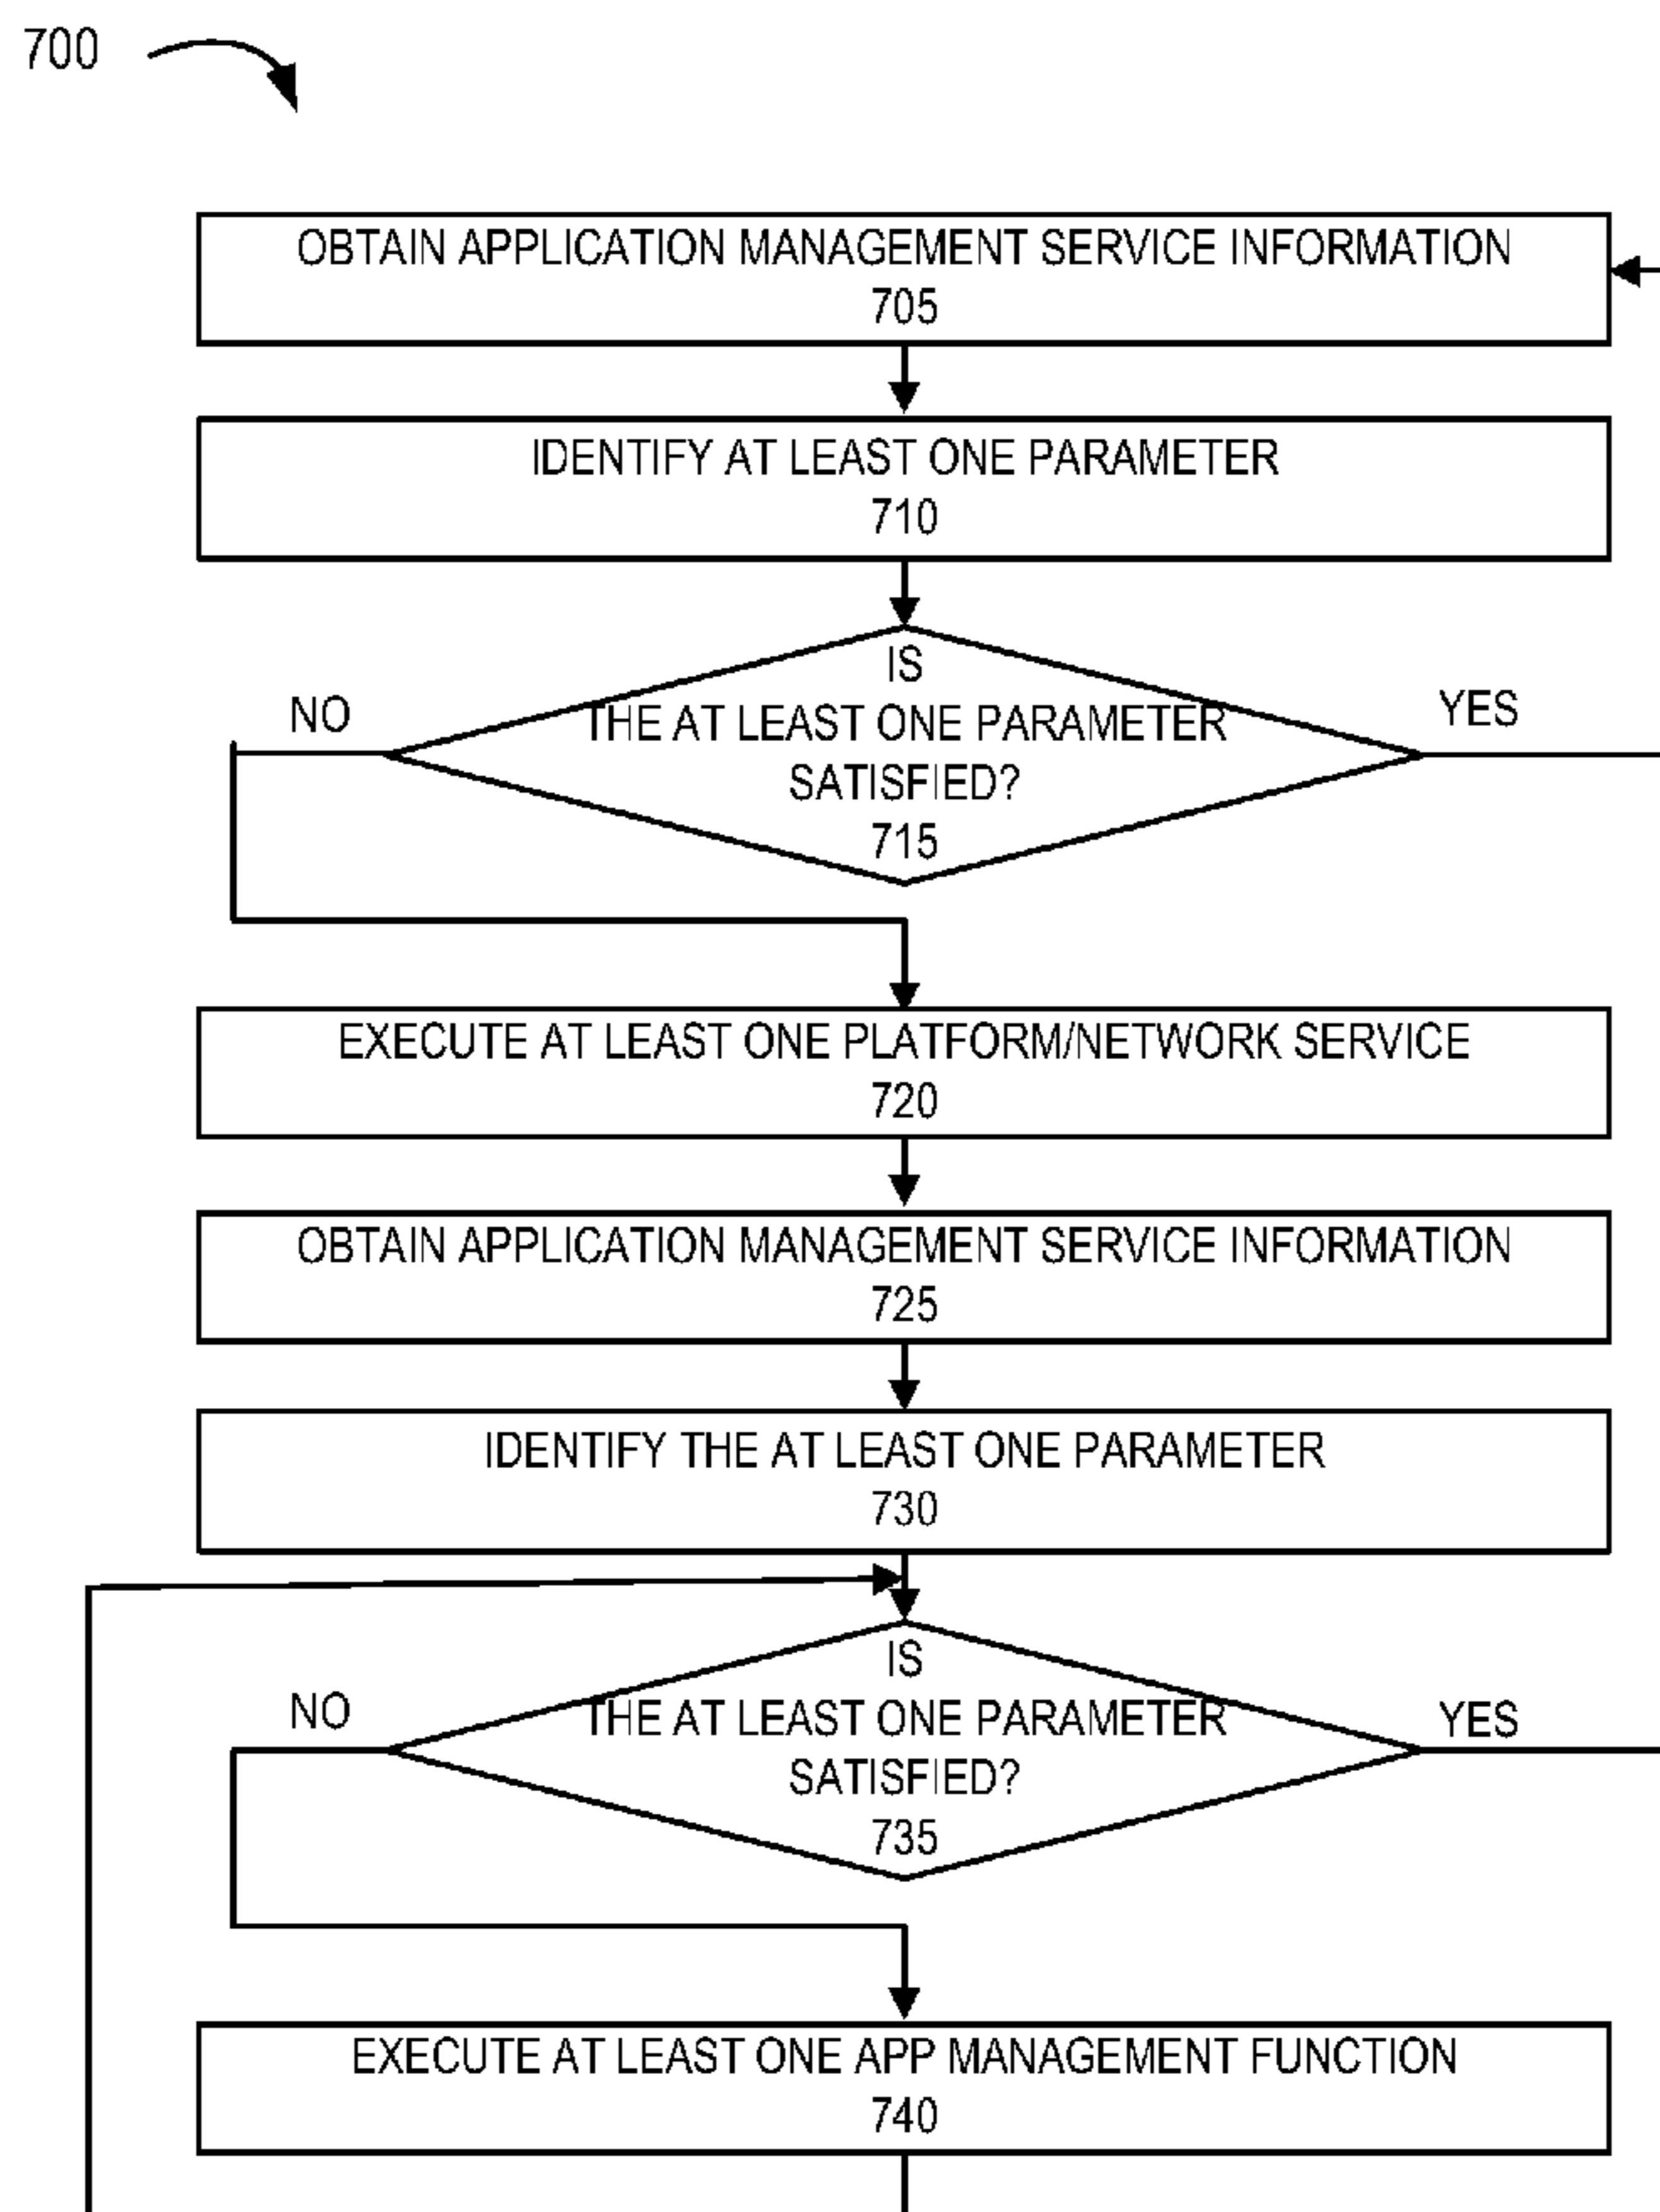 700
OBTAIN APPLICATION MANAGEMENT SERVICE INFORMATION
705
IDENTIFY AT LEAST ONE PARAMETER
710
IS
THE AT LEAST ONE PARAMETER
SATISFIED?
715
NO
YES
EXECUTE AT LEAST ONE PLATFORM/NETWORK SERVICE
720
OBTAIN APPLICATION MANAGEMENT SERVICE INFORMATION
725
IDENTIFY THE AT LEAST ONE PARAMETER
730
IS
THE AT LEAST ONE PARAMETER
SATISFIED?
735
NO
YES
EXECUTE AT LEAST ONE APP MANAGEMENT FUNCTION
740